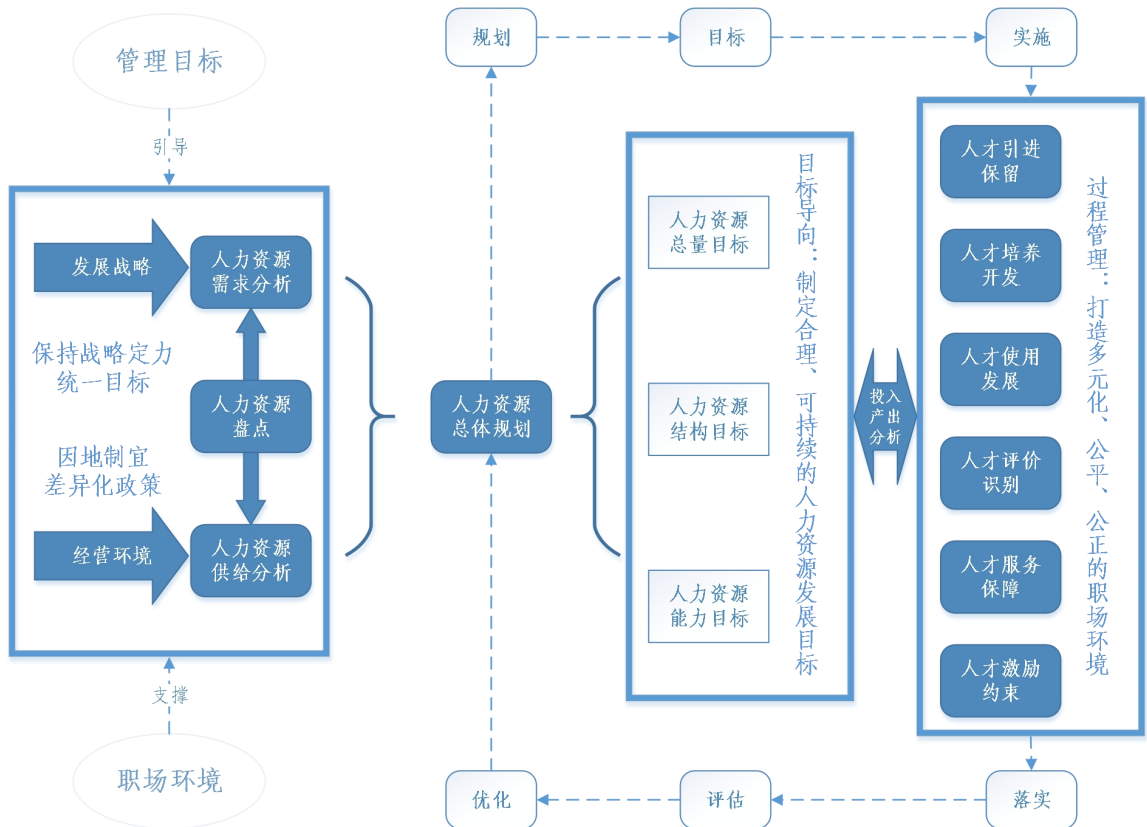 规划
目标
实施
管理目标
引导
发展战略
人力资源
需求分析
保持战略定力
统一目标
人力资源
盘点
因地制宜
差异化政策
经营环境
人力资源
供给分析
支撑
职场环境
人力资源
总体规划
人力资源
总量目标
人力资源
结构目标
人力资源
能力目标
目标导向：制定合理、可持续的人力资源发展目标
投入
产出
分析
人才引进
保留
人才培养
开发
人才使用
发展
人才评价
识别
人才服务
保障
人才激励
约束
过程管理：打造多元化、公平、公正的职场环境
优化
评估
落实